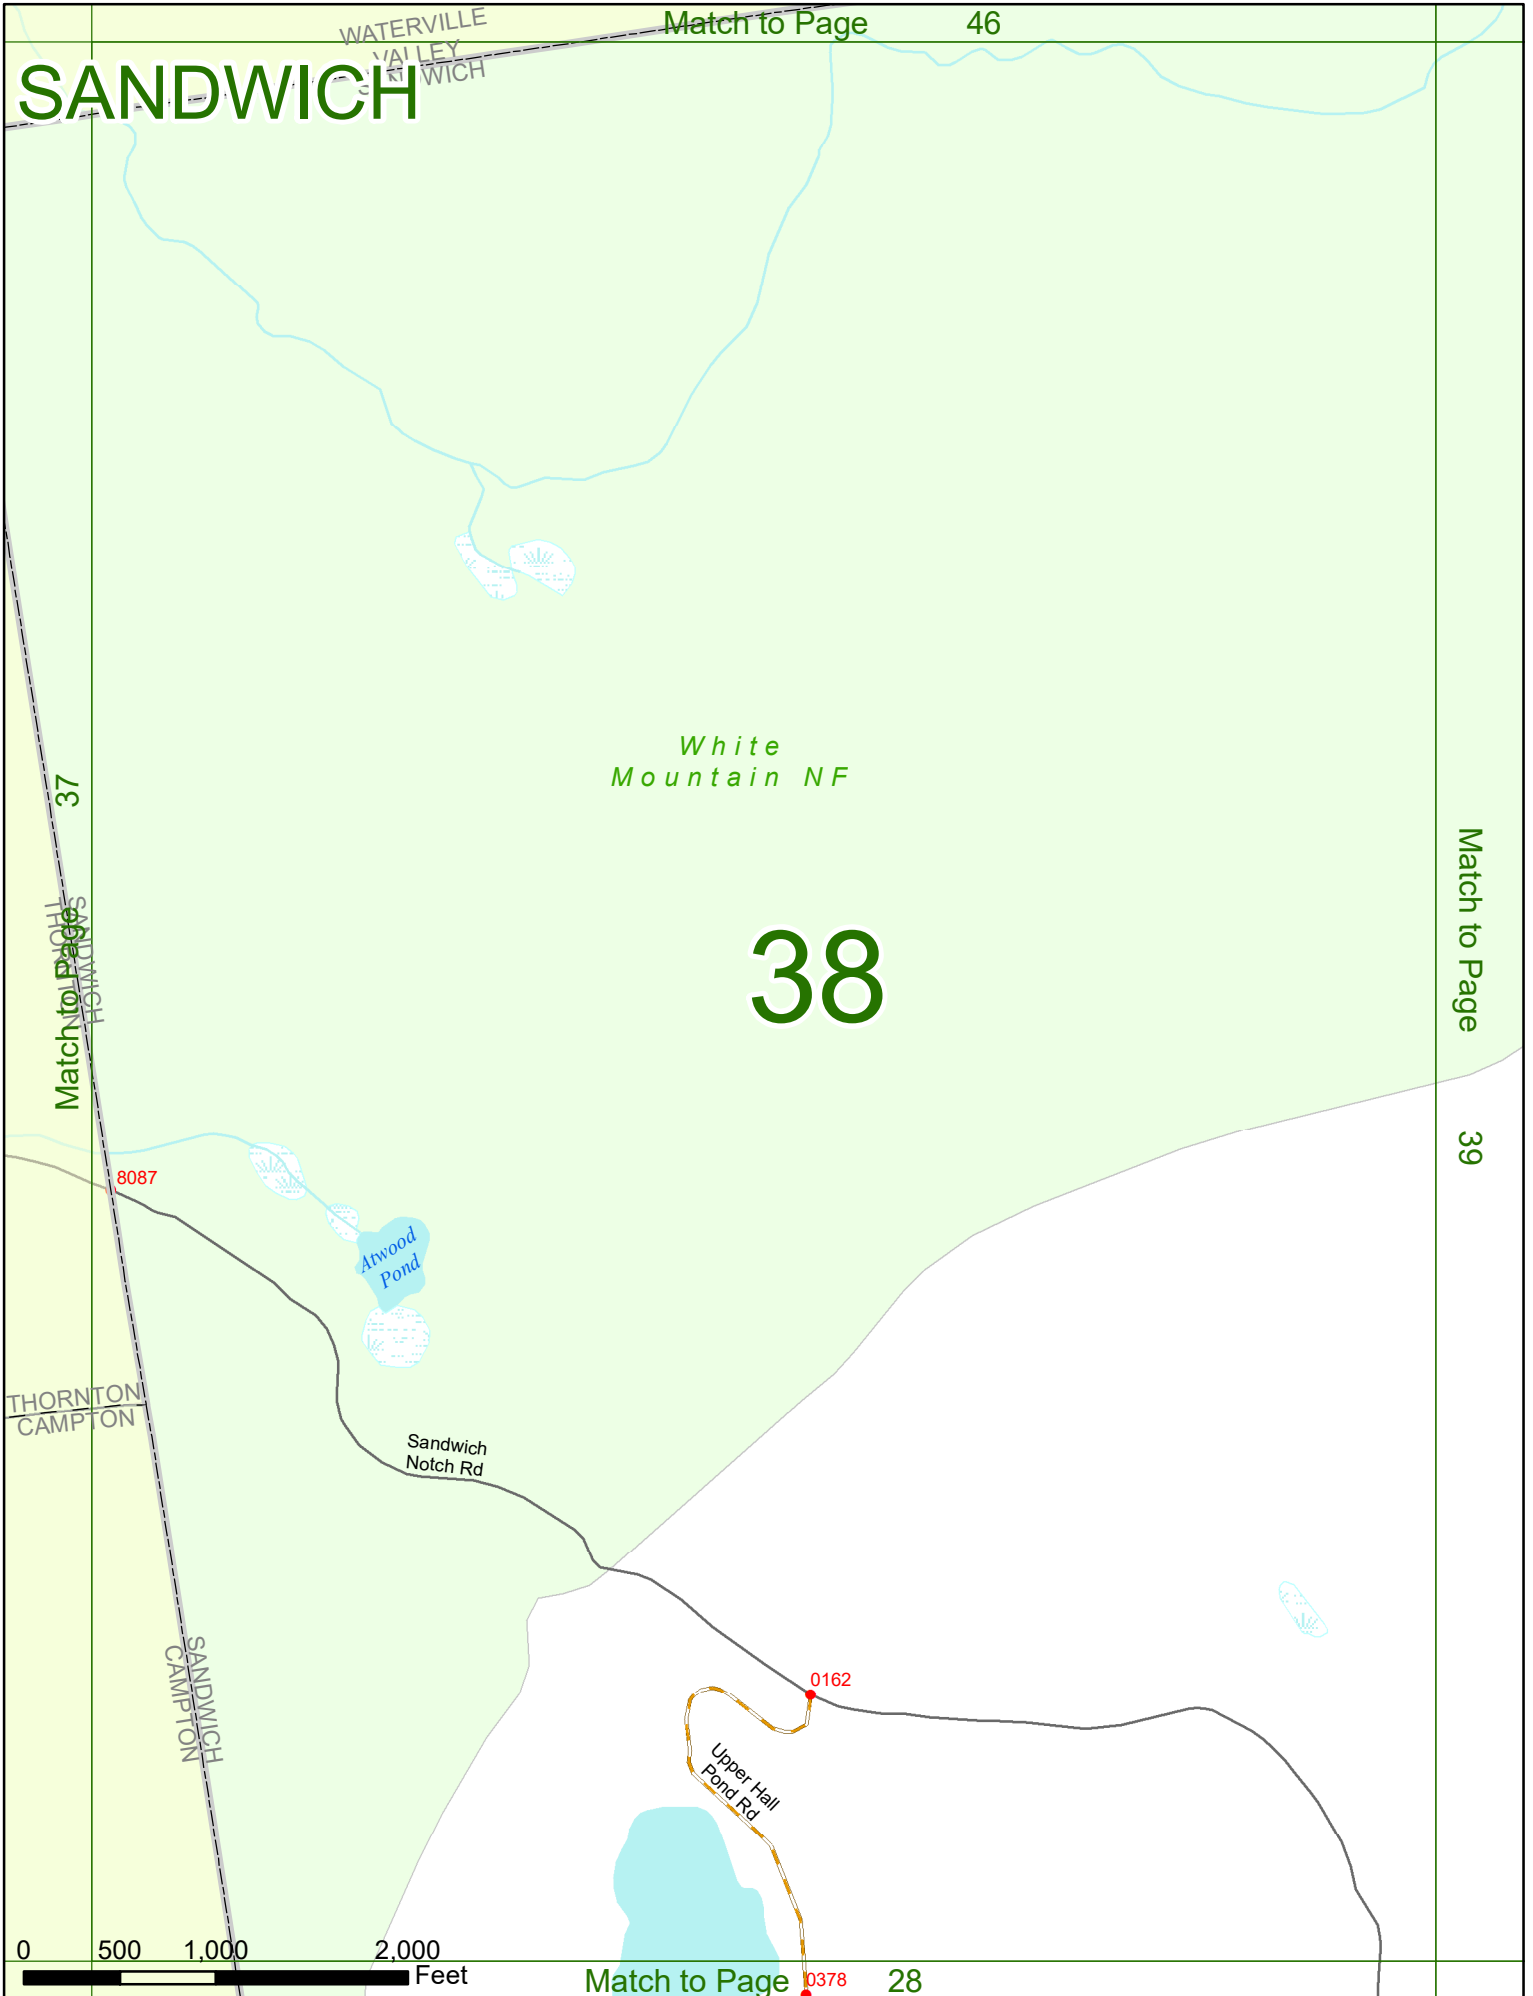 Match to Page 46
WATERVILLE
VALLEY
SANDWICH
SANDWICH
White
Mountain NF
37
Match to Page
SANDWICH
THORNTON
38
Match to Page
39
8087
Atwood
Pond
THORNTON
CAMPTON
Sandwich
Notch Rd
SANDWICH
CAMPTON
0162
Upper Hall
Pond Rd
0 500 1,000 2,000
Feet
Match to Page 28
0378